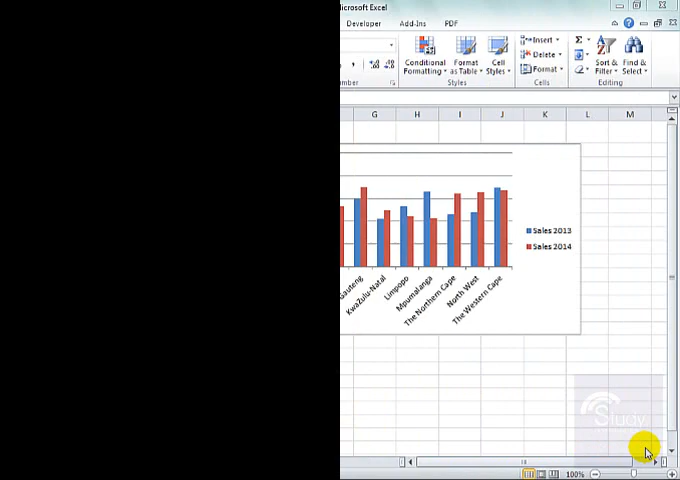 Microsoft Excel
Developer Add-Ins PDF
Conditional Formatting Format as Table Cell Styles
Insert
Delete
Format
Σ
Sort & Filter Find & Select
Styles Cells Editing
G H I J K L M
Sales 2013
Sales 2014
Gauteng
KwaZulu-Natal
Limpopo
Mpumalanga
The Northern Cape
North West
The Western Cape
Study
100%